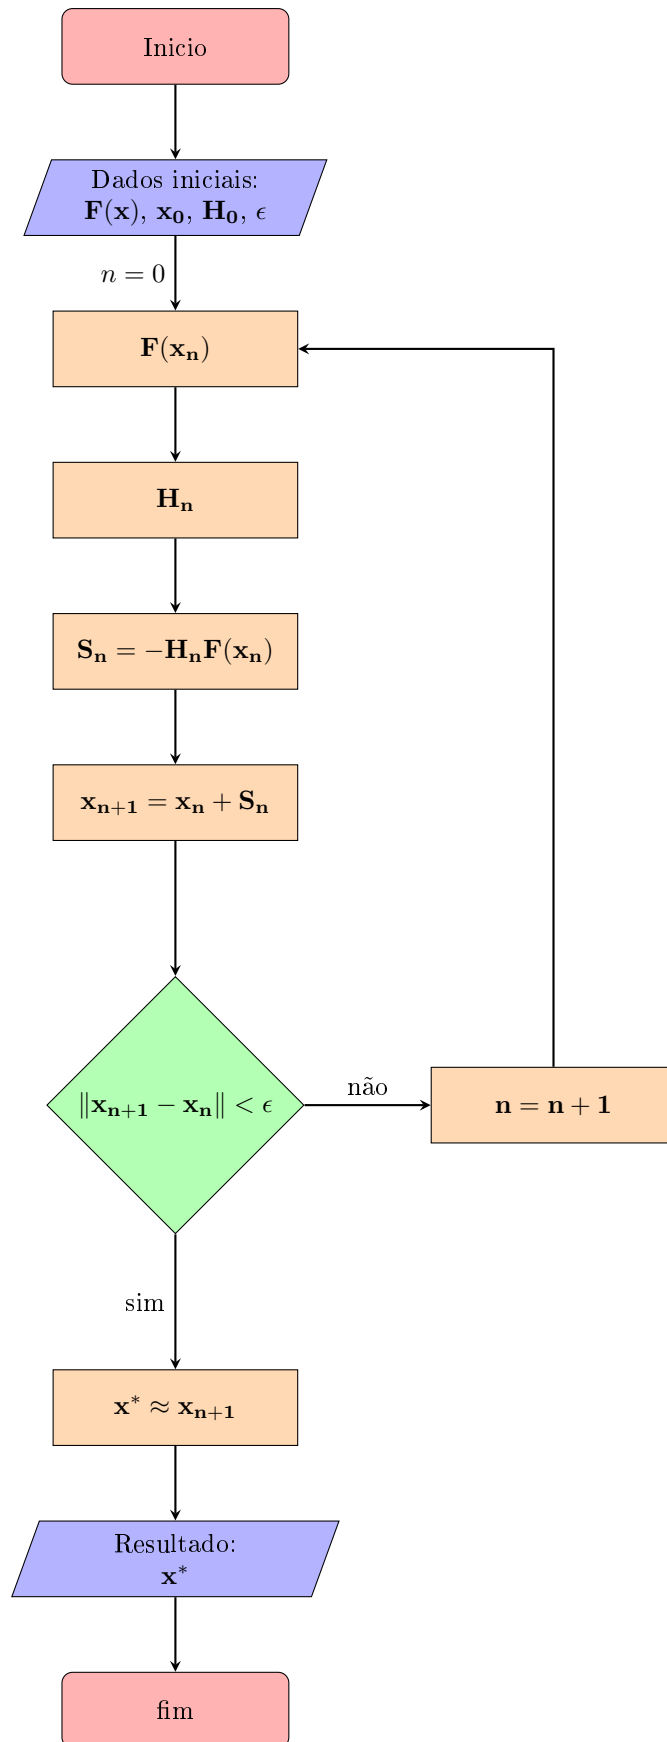 Inicio
Dados iniciais:
F(x), x₀, H₀, ϵ
n = 0
F(xₙ)
Hₙ
Sₙ = −HₙF(xₙ)
xₙ₊₁ = xₙ + Sₙ
‖xₙ₊₁ − xₙ‖ < ϵ
não
n = n + 1
sim
x* ≈ xₙ₊₁
Resultado:
x*
fim